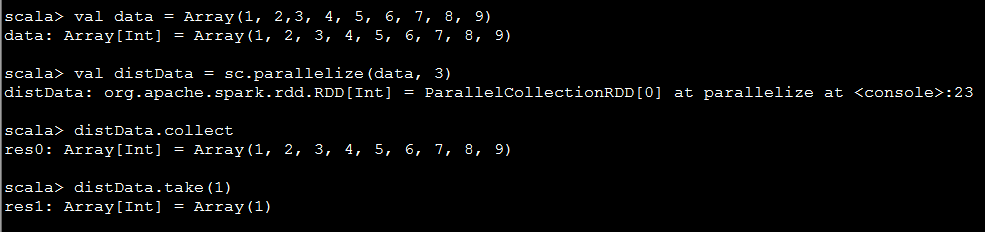 scala> val data = Array(1, 2,3, 4, 5, 6, 7, 8, 9)
data: Array[Int] = Array(1, 2, 3, 4, 5, 6, 7, 8, 9)
scala> val distData = sc.parallelize(data, 3)
distData: org.apache.spark.rdd.RDD[Int] = ParallelCollectionRDD[0] at parallelize at <console>:23
scala> distData.collect
res0: Array[Int] = Array(1, 2, 3, 4, 5, 6, 7, 8, 9)
scala> distData.take(1)
res1: Array[Int] = Array(1)